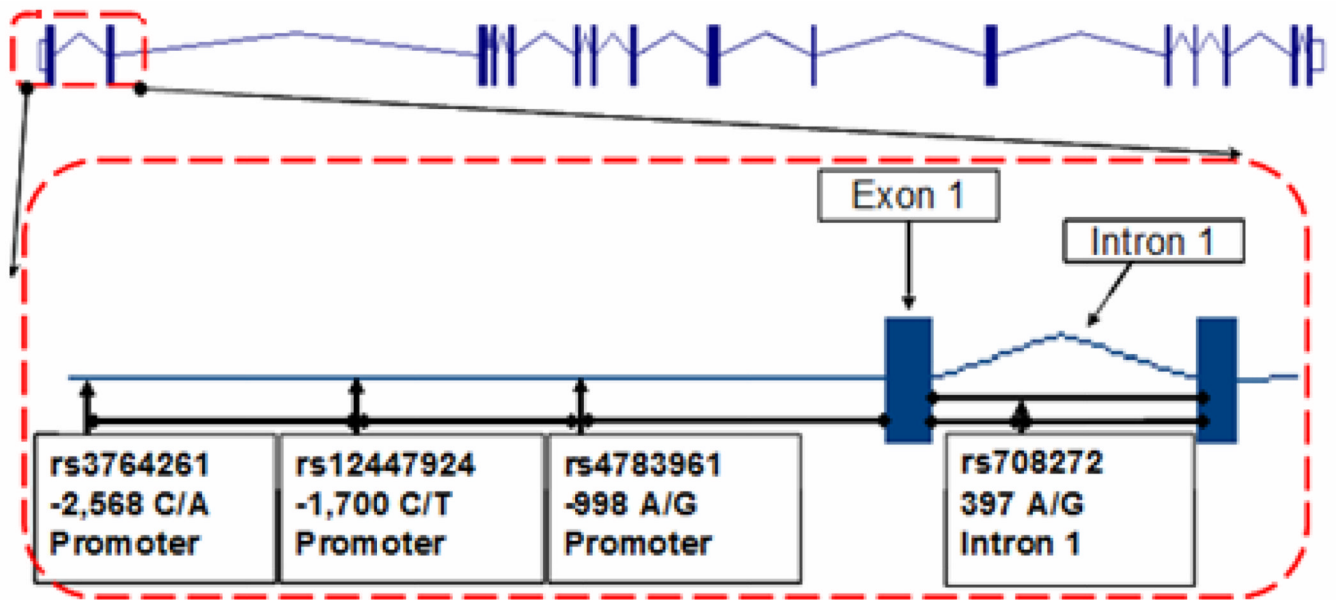 Exon 1
Intron 1
rs3764261
-2,568 C/A
Promoter
rs12447924
-1,700 C/T
Promoter
rs4783961
-998 A/G
Promoter
rs708272
397 A/G
Intron 1